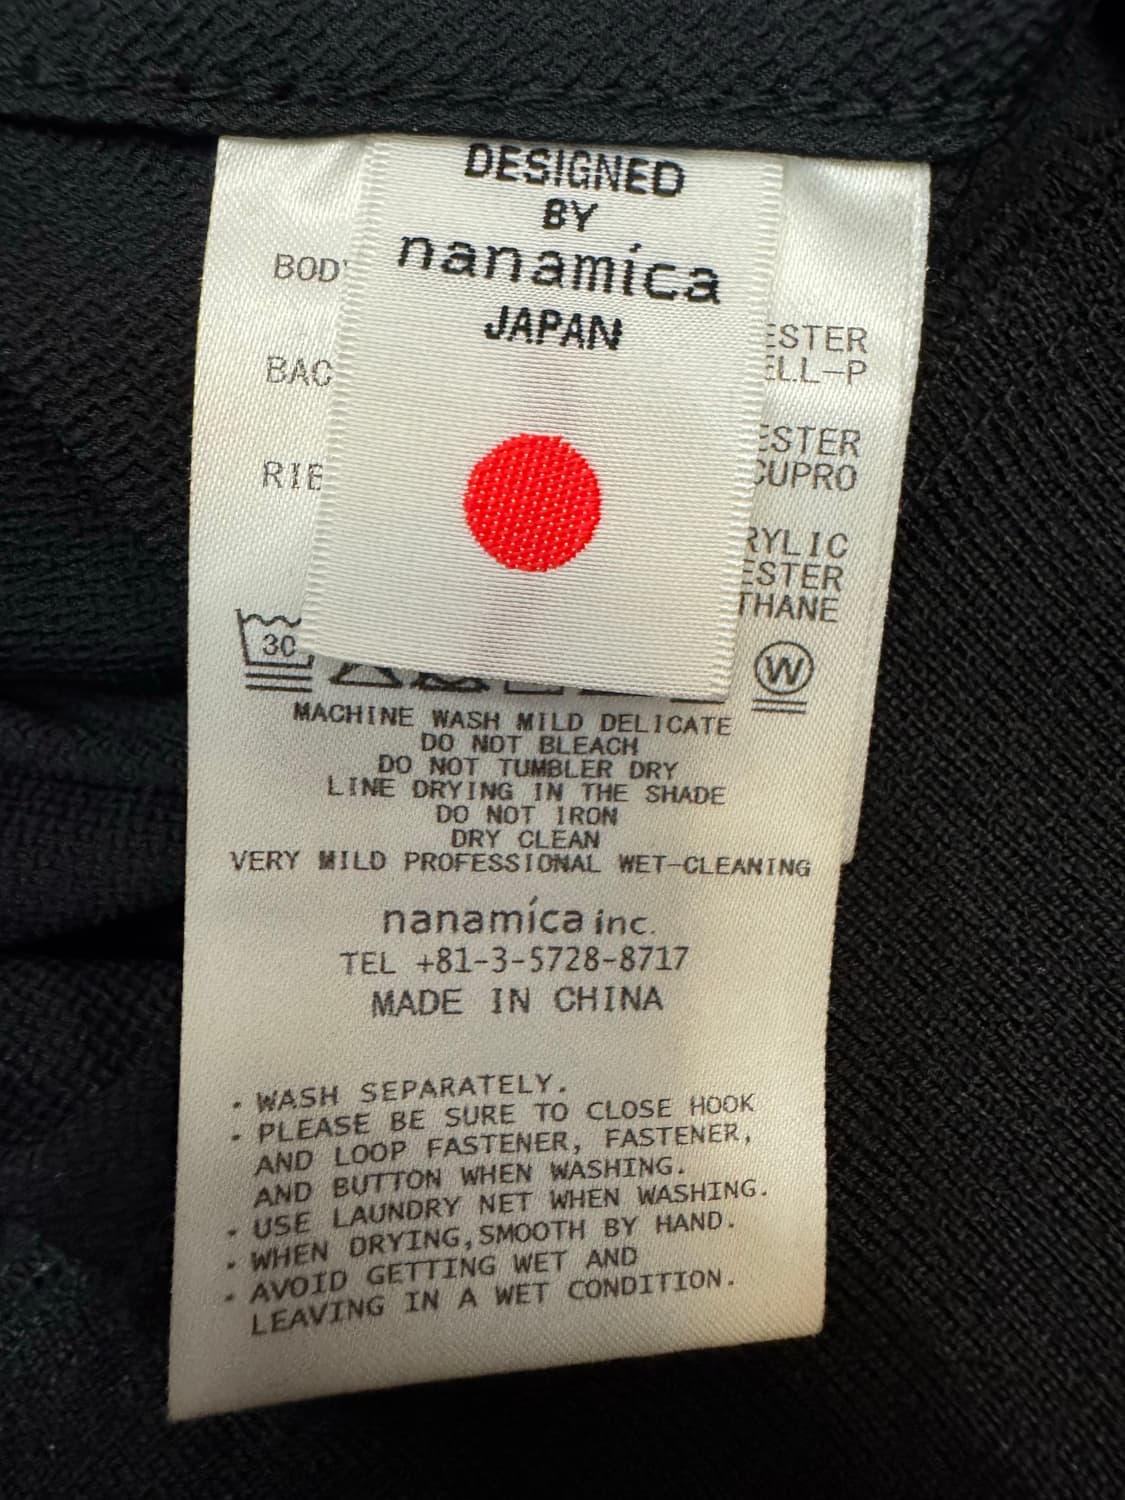 DESIGNED
BY
nanamíca
JAPAN
BOD
ESTER
ELL-P
BAC
ESTER
CUPRO
RIB
RYLIC
ESTER
THANE
30
W
MACHINE WASH MILD DELICATE
DO NOT BLEACH
DO NOT TUMBLER DRY
LINE DRYING IN THE SHADE
DO NOT IRON
DRY CLEAN
VERY MILD PROFESSIONAL WET-CLEANING
nanamíca inc.
TEL +81-3-5728-8717
MADE IN CHINA
・WASH SEPARATELY.
・PLEASE BE SURE TO CLOSE HOOK
AND LOOP FASTENER, FASTENER,
AND BUTTON WHEN WASHING.
・USE LAUNDRY NET WHEN WASHING.
・WHEN DRYING,SMOOTH BY HAND.
・AVOID GETTING WET AND
LEAVING IN A WET CONDITION.